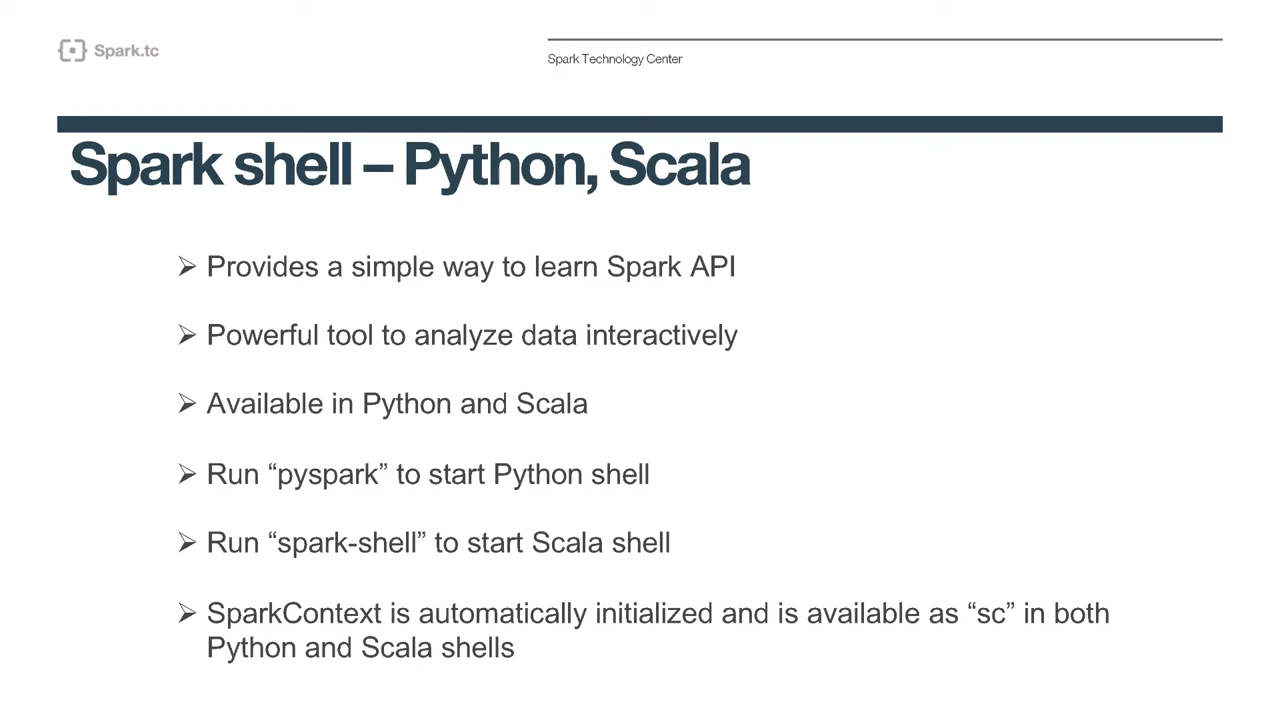 Spark.tc
Spark Technology Center
Spark shell – Python, Scala
➢ Provides a simple way to learn Spark API
➢ Powerful tool to analyze data interactively
➢ Available in Python and Scala
➢ Run “pyspark” to start Python shell
➢ Run “spark-shell” to start Scala shell
➢ SparkContext is automatically initialized and is available as “sc” in both
Python and Scala shells